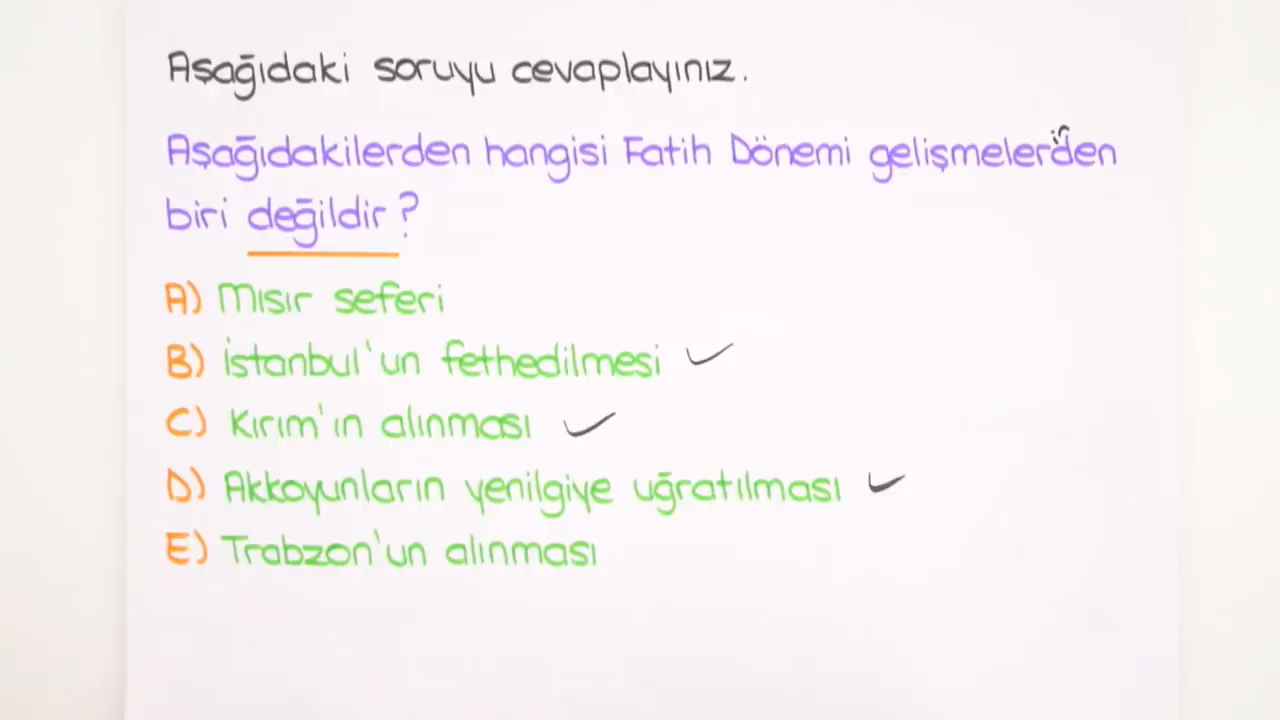 Aşağıdaki soruyu cevaplayınız.
Aşağıdakilerden hangisi Fatih Dönemi gelişmelerden
biri değildir?
A) Mısır seferi
B) İstanbul'un fethedilmesi
C) Kırım'ın alınması
D) Akkoyunların yenilgiye uğratılması
E) Trabzon'un alınması